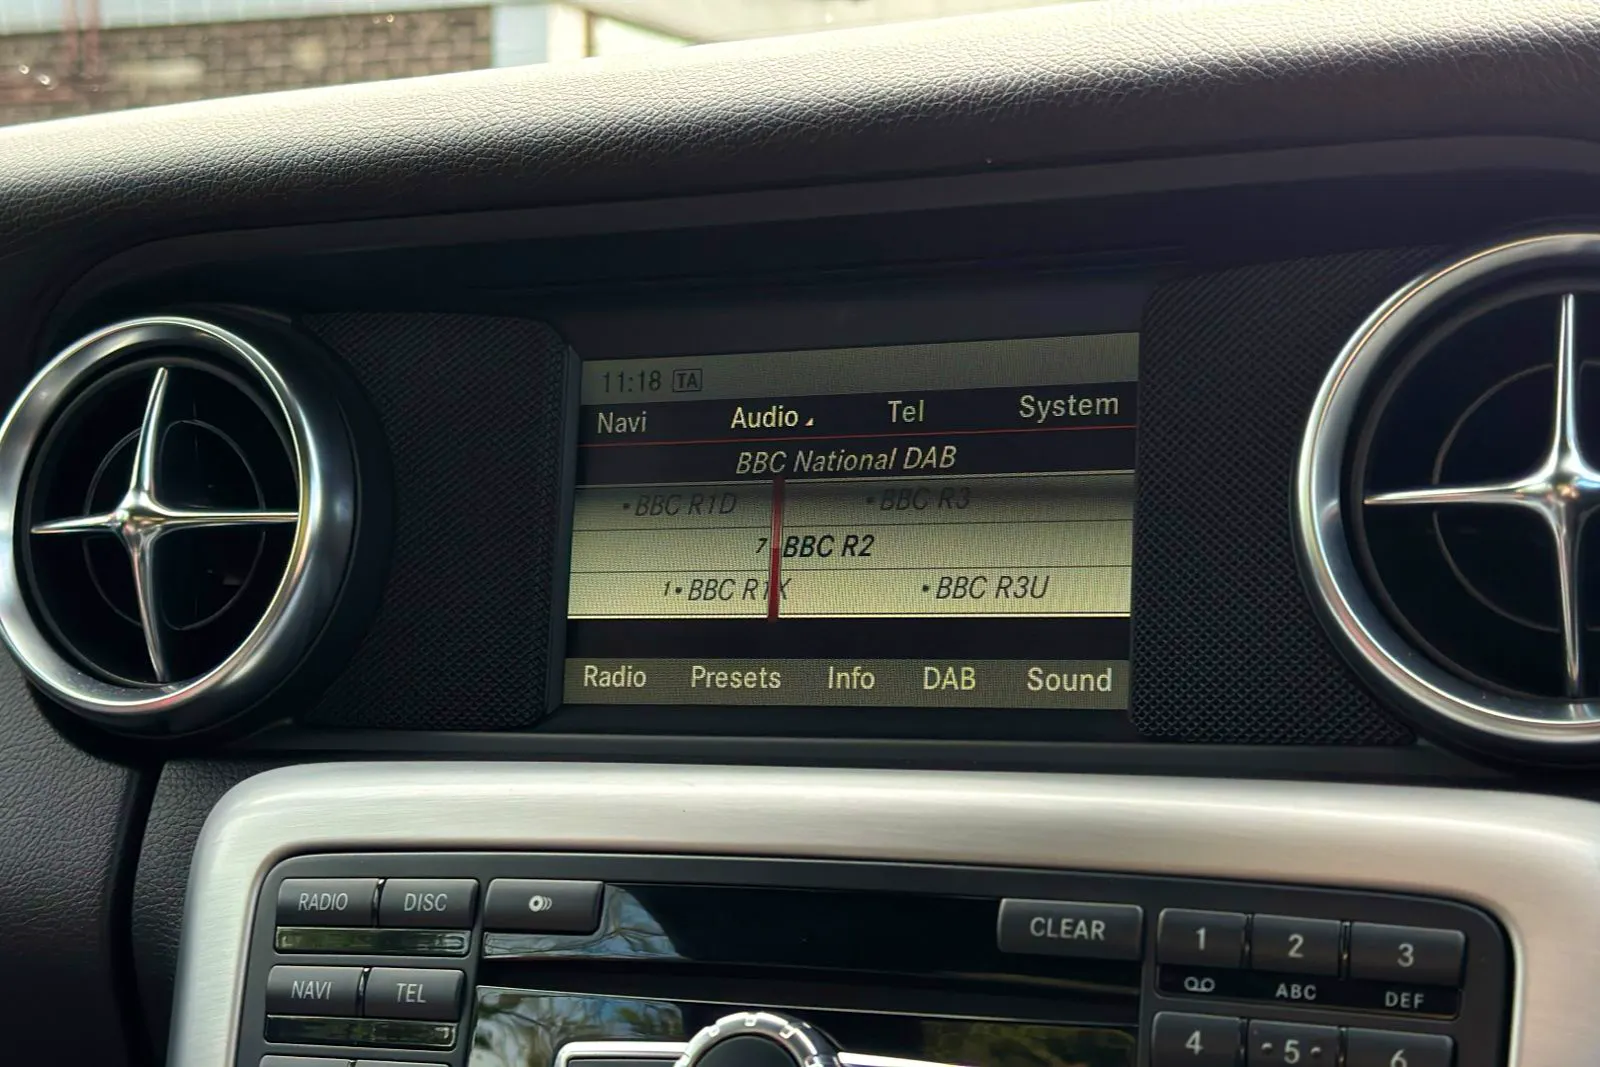 11:18 TA
Navi Audio Tel System
BBC National DAB
•BBC R1D •BBC R3
7 BBC R2
1•BBC R1X •BBC R3U
Radio Presets Info DAB Sound
RADIO DISC CLEAR 1 2 3
ABC DEF
NAVI TEL
4 5 6